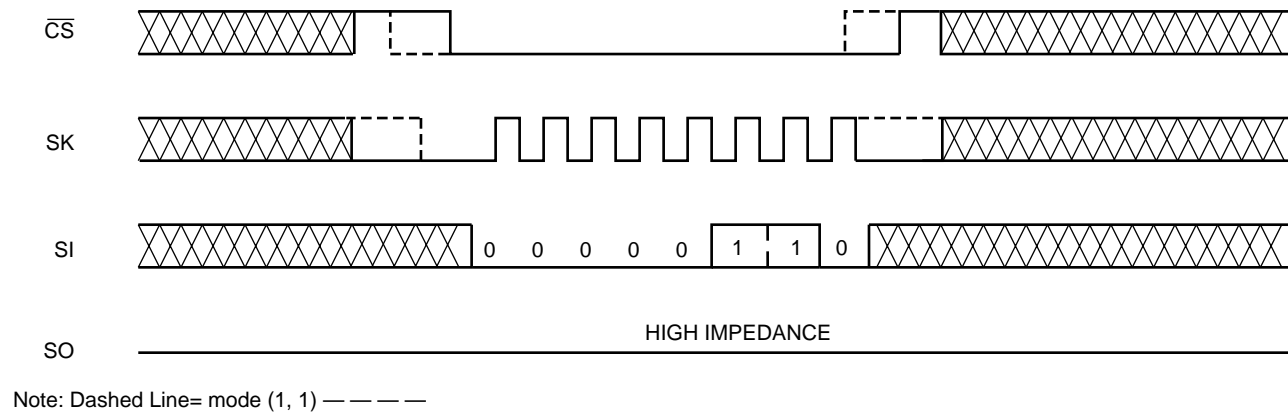 CS
SK
SI 0 0 0 0 0 1 1 0
HIGH IMPEDANCE
SO
Note: Dashed Line= mode (1, 1) — — — —